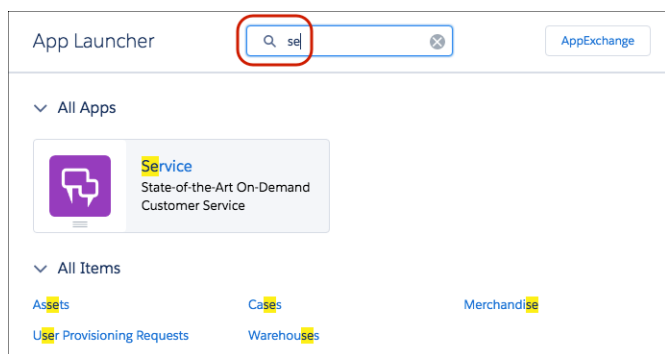 App Launcher
se
AppExchange
All Apps
Service
State-of-the-Art On-Demand
Customer Service
All Items
Assets
Cases
Merchandise
User Provisioning Requests
Warehouses